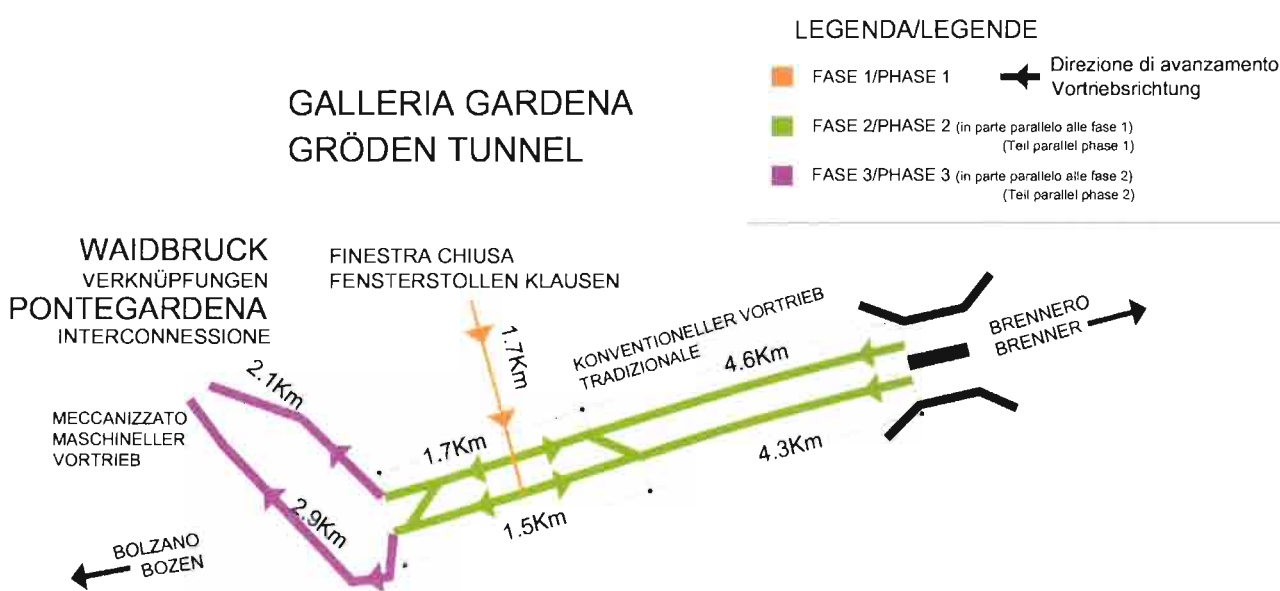 LEGENDA/LEGENDE
FASE 1/PHASE 1
Direzione di avanzamento
Vortriebsrichtung
FASE 2/PHASE 2 (in parte parallelo alle fase 1)
(Teil parallel phase 1)
FASE 3/PHASE 3 (in parte parallelo alle fase 2)
(Teil parallel phase 2)
GALLERIA GARDENA
GRÖDEN TUNNEL
WAIDBRUCK
VERKNÜPFUNGEN
PONTEGARDENA
INTERCONNESSIONE
FINESTRA CHIUSA
FENSTERSTOLLEN KLAUSEN
1.7Km
KONVENTIONELLER VORTRIEB
TRADIZIONALE
4.6Km
BRENNERO
BRENNER
2.1Km
MECCANIZZATO
MASCHINELLER
VORTRIEB
1.7Km
4.3Km
2.9Km
1.5Km
BOLZANO
BOZEN